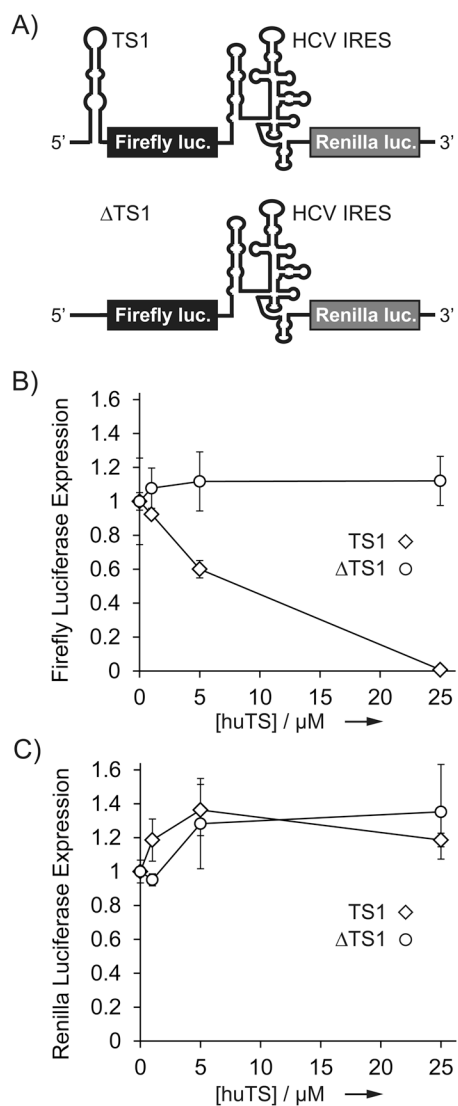 A)
TS1
HCV IRES
5’
Firefly luc.
Renilla luc.
3’
ΔTS1
HCV IRES
5’
Firefly luc.
Renilla luc.
3’
B)
Firefly Luciferase Expression
1.6
1.4
1.2
1
0.8
0.6
0.4
0.2
0
TS1
ΔTS1
0 5 10 15 20 25
[huTS] / μM
C)
Renilla Luciferase Expression
1.6
1.4
1.2
1
0.8
0.6
0.4
0.2
0
TS1
ΔTS1
0 5 10 15 20 25
[huTS] / μM